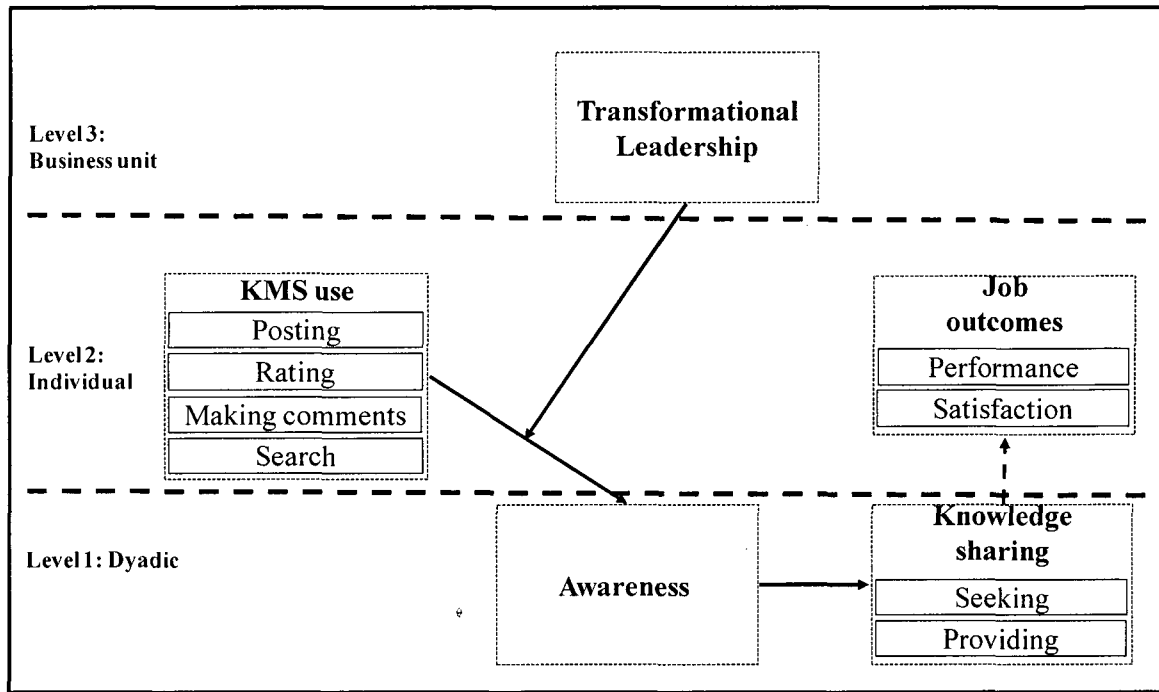 Transformational
Leadership
Level 3:
Business unit
KMS use
Posting
Rating
Making comments
Search
Level 2:
Individual
Job
outcomes
Performance
Satisfaction
Level 1: Dyadic
Awareness
Knowledge
sharing
Seeking
Providing